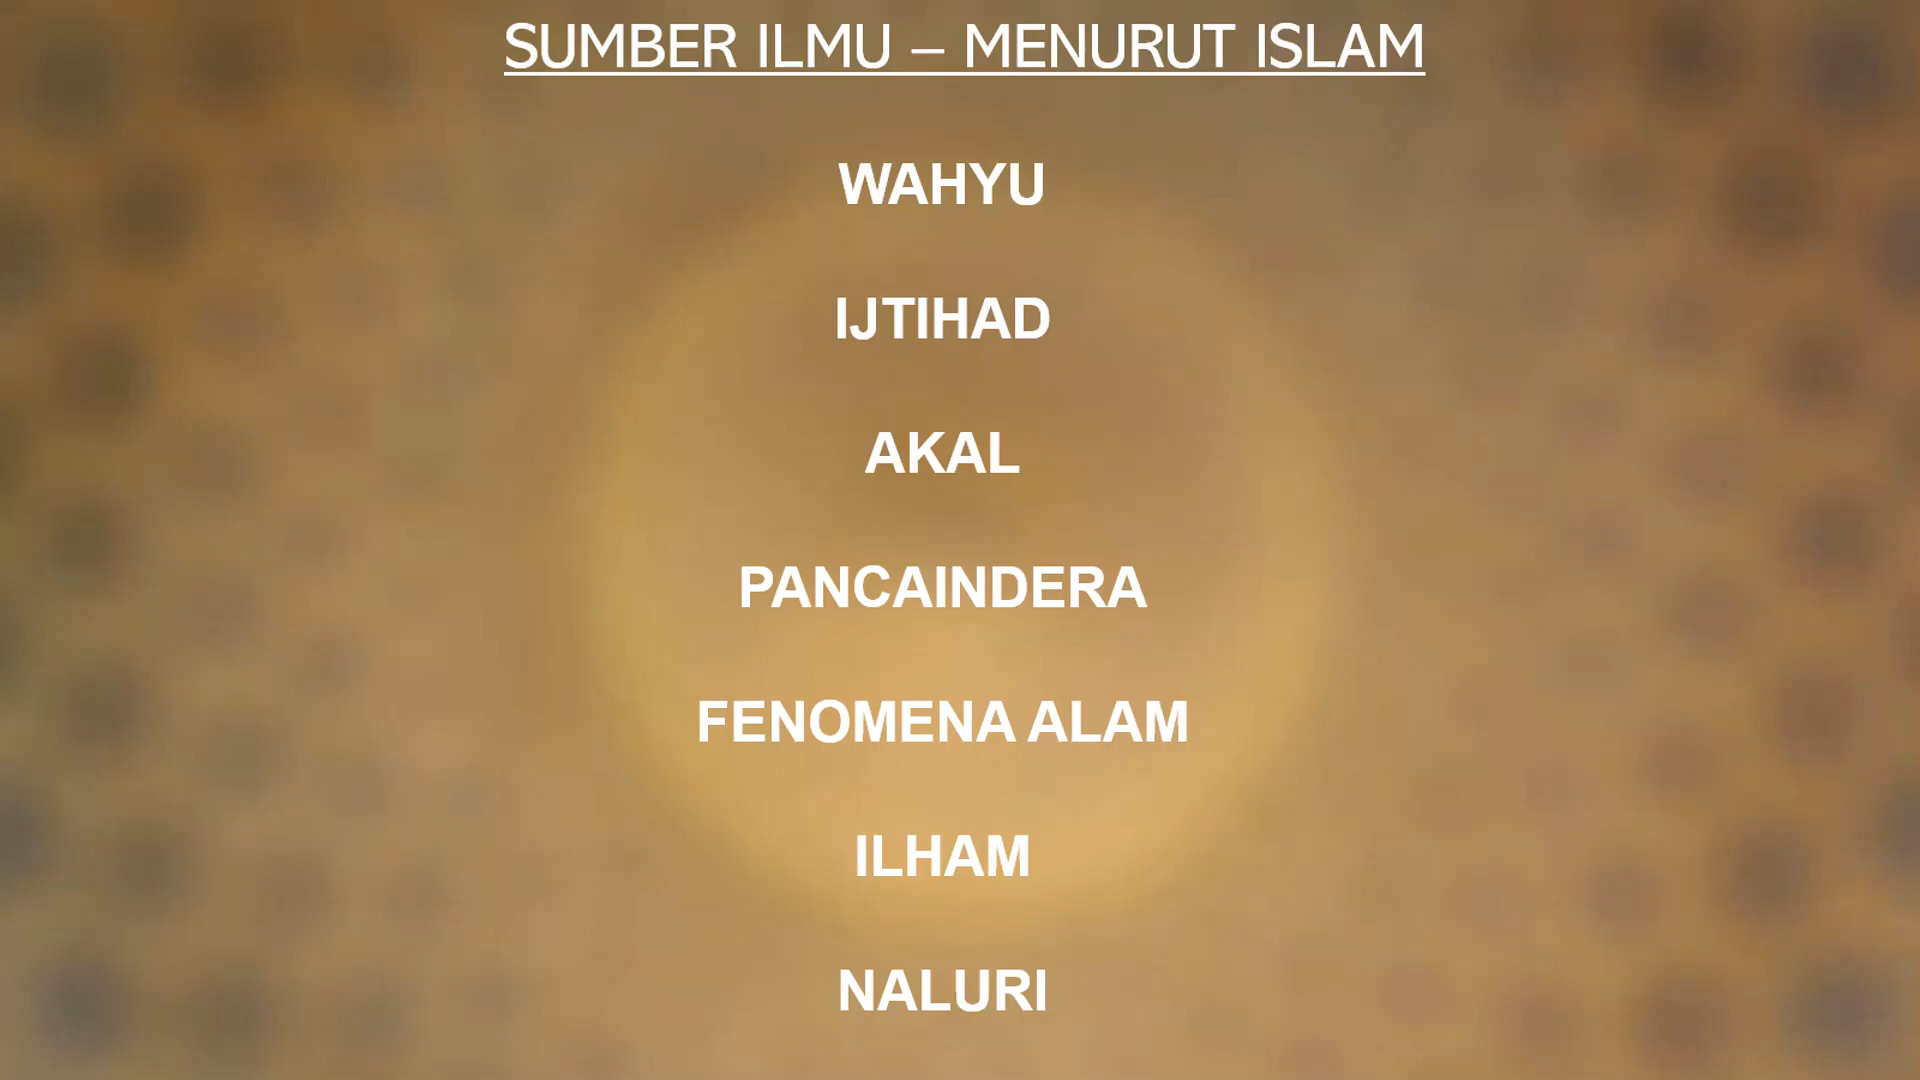 SUMBER ILMU – MENURUT ISLAM
WAHYU
IJTIHAD
AKAL
PANCAINDERA
FENOMENA ALAM
ILHAM
NALURI